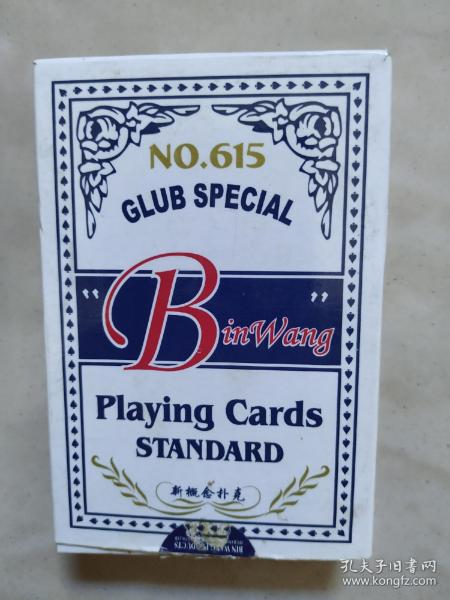 NO.615
GLUB SPECIAL
"BinWang"
Playing Cards
STANDARD
新概念扑克
孔夫子旧书网
www.kongfz.com